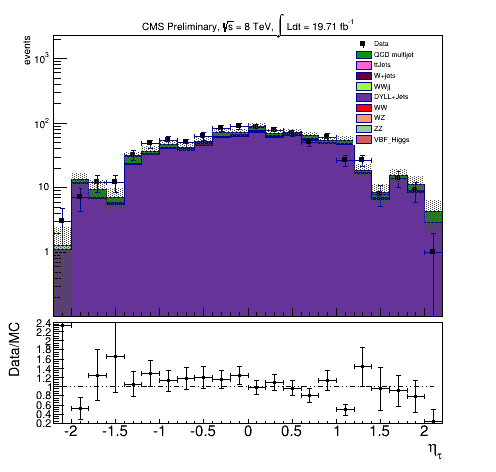 CMS Preliminary, √s = 8 TeV, ∫ Ldt = 19.71 fb⁻¹
events
10³
10²
10
1
Data
QCD multijet
ttJets
W+jets
WWjj
DYLL+Jets
WW
WZ
ZZ
VBF_Higgs
Data/MC
2.4
2.2
2
1.8
1.6
1.4
1.2
1
0.8
0.6
0.4
0.2
-2 -1.5 -1 -0.5 0 0.5 1 1.5 2
η_τ